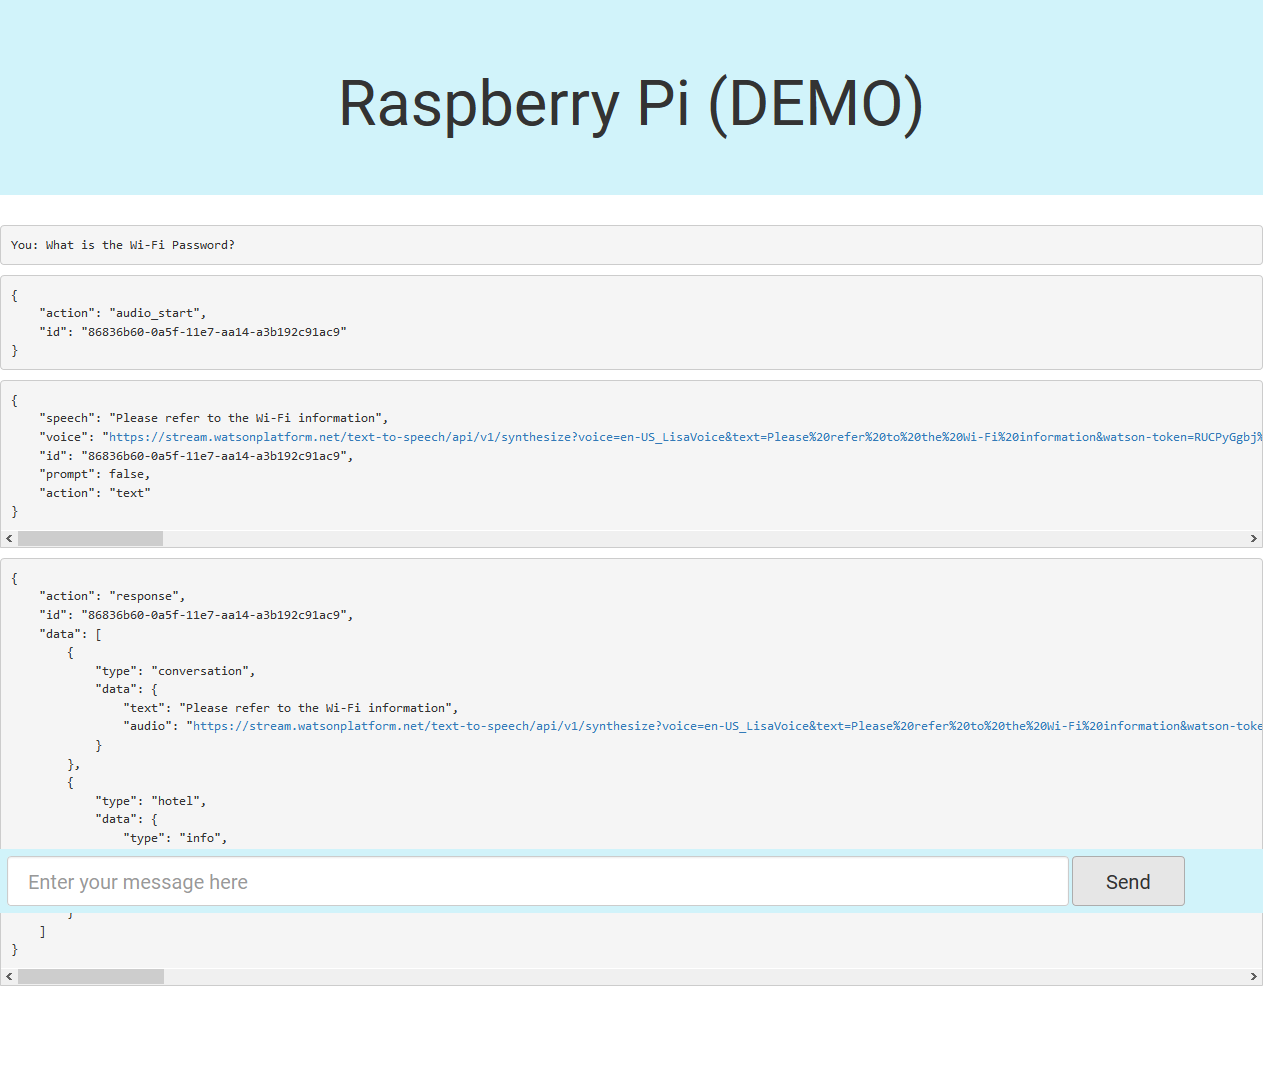 Raspberry Pi (DEMO)
You: What is the Wi-Fi Password?
{
    "action": "audio_start",
    "id": "86836b60-0a5f-11e7-aa14-a3b192c91ac9"
}
{
    "speech": "Please refer to the Wi-Fi information",
    "voice": "https://stream.watsonplatform.net/text-to-speech/api/v1/synthesize?voice=en-US_LisaVoice&text=Please%20refer%20to%20the%20Wi-Fi%20information&watson-token=RUCPyGgbj%
    "id": "86836b60-0a5f-11e7-aa14-a3b192c91ac9",
    "prompt": false,
    "action": "text"
}
{
    "action": "response",
    "id": "86836b60-0a5f-11e7-aa14-a3b192c91ac9",
    "data": [
        {
            "type": "conversation",
            "data": {
                "text": "Please refer to the Wi-Fi information",
                "audio": "https://stream.watsonplatform.net/text-to-speech/api/v1/synthesize?voice=en-US_LisaVoice&text=Please%20refer%20to%20the%20Wi-Fi%20information&watson-toke
            }
        },
        {
            "type": "hotel",
            "data": {
                "type": "info",
Enter your message here Send
        }
    ]
}